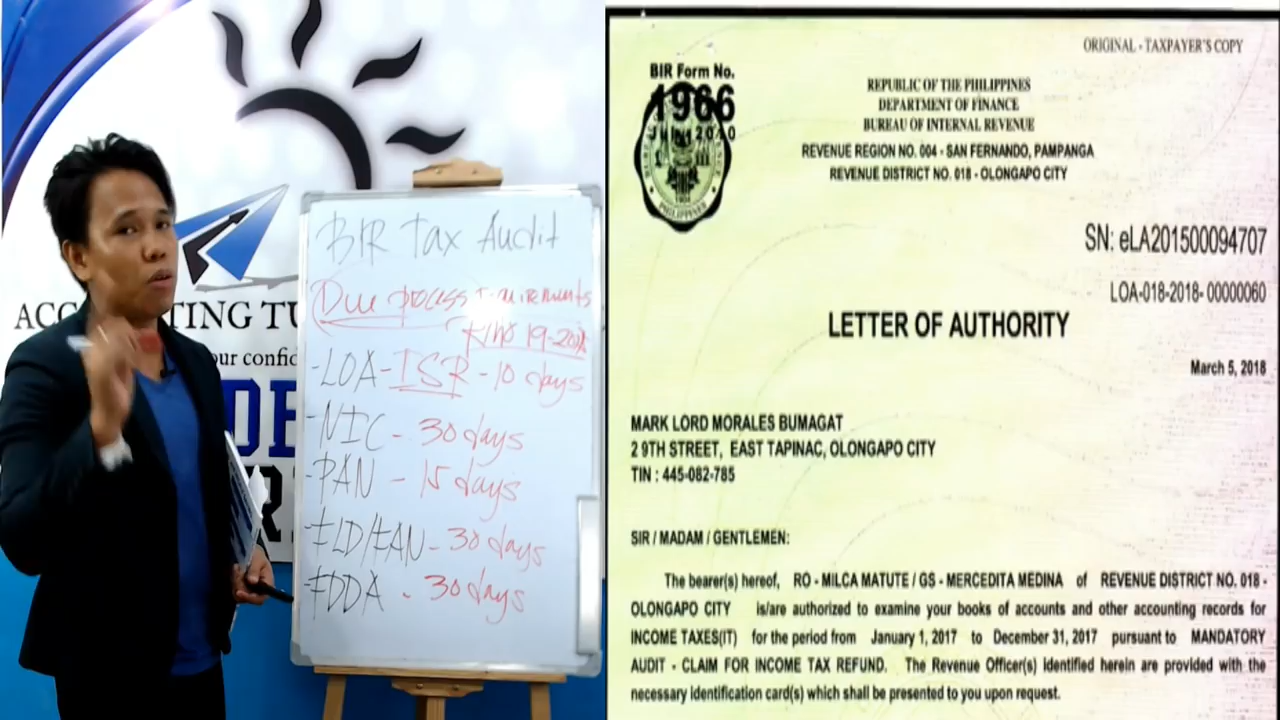 ACC
TING TU
our confid
BIR Tax Audit
Due process
19-20
-LOA-ISR-10 days
-NIC - 30 days
-PAN - 15 days
-FLD/FAN - 30 days
-FDDA - 30 days
ORIGINAL - TAXPAYER'S COPY
BIR Form No.
1966
REPUBLIC OF THE PHILIPPINES
DEPARTMENT OF FINANCE
BUREAU OF INTERNAL REVENUE
REVENUE REGION NO. 004 - SAN FERNANDO, PAMPANGA
REVENUE DISTRICT NO. 018 - OLONGAPO CITY
SN: eLA201500094707
LOA-018-2018- 00000060
LETTER OF AUTHORITY
March 5, 2018
MARK LORD MORALES BUMAGAT
2 9TH STREET, EAST TAPINAC, OLONGAPO CITY
TIN : 445-082-785
SIR / MADAM / GENTLEMEN:
The bearer(s) hereof, RO - MILCA MATUTE / GS - MERCEDITA MEDINA of REVENUE DISTRICT NO. 018 -
OLONGAPO CITY is/are authorized to examine your books of accounts and other accounting records for
INCOME TAXES(IT) for the period from January 1, 2017 to December 31, 2017 pursuant to MANDATORY
AUDIT - CLAIM FOR INCOME TAX REFUND. The Revenue Officer(s) identified herein are provided with the
necessary identification card(s) which shall be presented to you upon request.